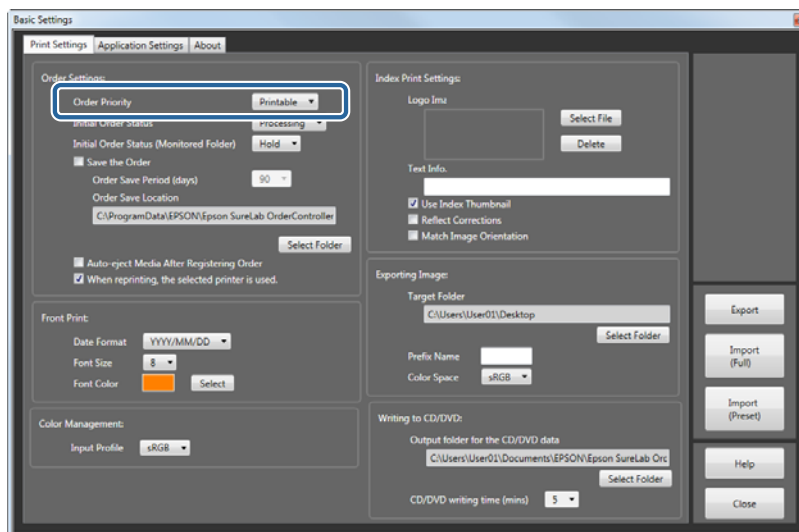 Basic Settings
Print Settings
Application Settings
About
Order Settings:
Order Priority
Printable
Initial Order Status
Processing
Initial Order Status (Monitored Folder)
Hold
Save the Order
Order Save Period (days)
90
Order Save Location
C:\ProgramData\EPSON\Epson SureLab OrderController
Select Folder
Auto-eject Media After Registering Order
When reprinting, the selected printer is used.
Front Print:
Date Format
YYYY/MM/DD
Font Size
8
Font Color
Select
Color Management:
Input Profile
sRGB
Index Print Settings:
Logo Ima
Select File
Delete
Text Info.
Use Index Thumbnail
Reflect Corrections
Match Image Orientation
Exporting Image:
Target Folder
C:\Users\User01\Desktop
Select Folder
Prefix Name
Color Space
sRGB
Writing to CD/DVD:
Output folder for the CD/DVD data
C:\Users\User01\Documents\EPSON\Epson SureLab Orc
Select Folder
CD/DVD writing time (mins)
5
Export
Import
(Full)
Import
(Preset)
Help
Close